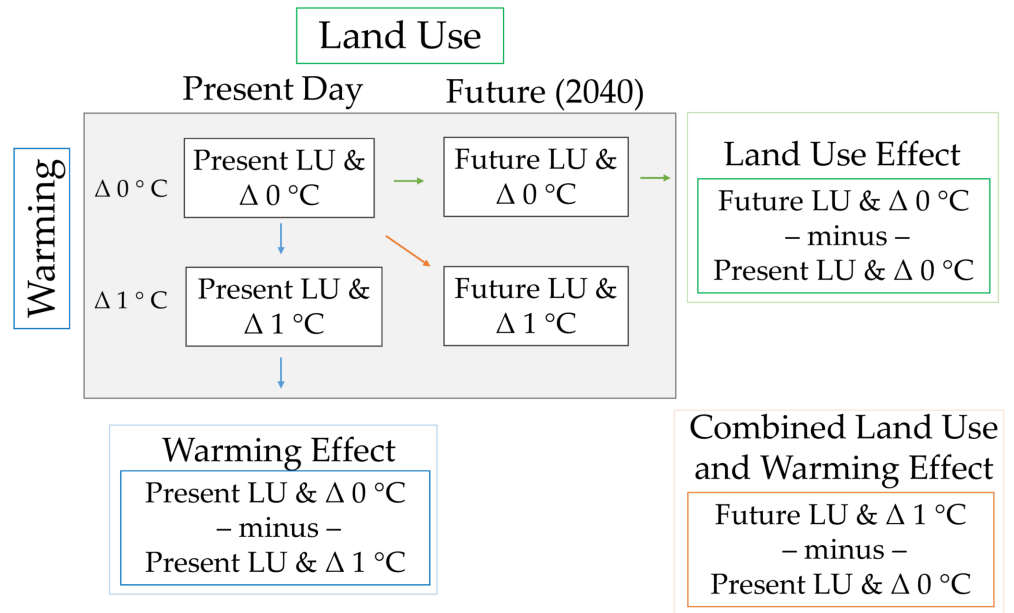 Land Use
Present Day
Future (2040)
Warming
Δ 0 ° C
Present LU &
Δ 0 °C
Future LU &
Δ 0 °C
Δ 1 ° C
Present LU &
Δ 1 °C
Future LU &
Δ 1 °C
Land Use Effect
Future LU & Δ 0 °C
– minus –
Present LU & Δ 0 °C
Warming Effect
Present LU & Δ 0 °C
– minus –
Present LU & Δ 1 °C
Combined Land Use
and Warming Effect
Future LU & Δ 1 °C
– minus –
Present LU & Δ 0 °C